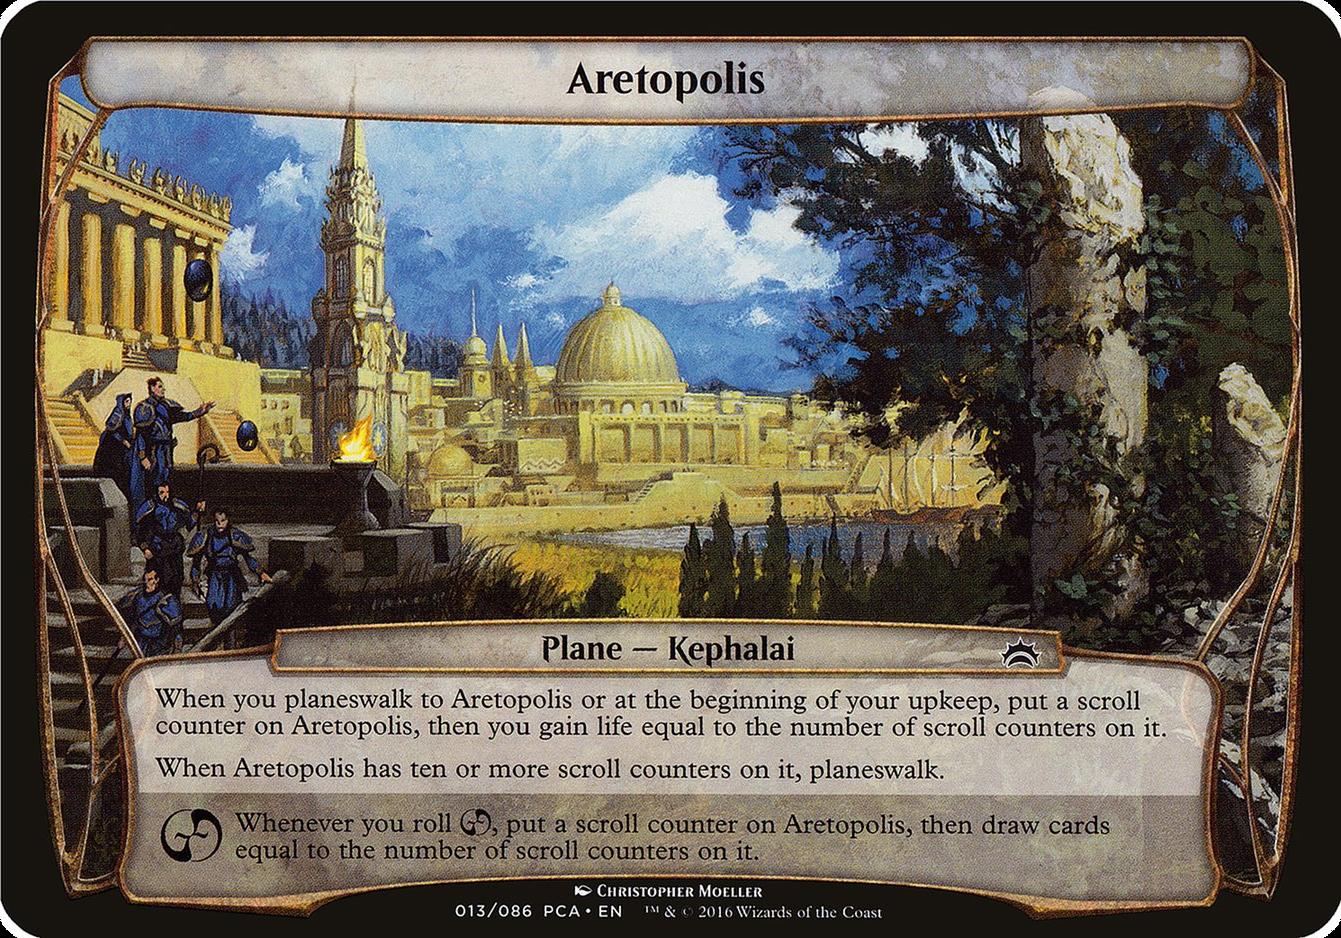 Aretopolis
Plane — Kephalai
When you planeswalk to Aretopolis or at the beginning of your upkeep, put a scroll
counter on Aretopolis, then you gain life equal to the number of scroll counters on it.
When Aretopolis has ten or more scroll counters on it, planeswalk.
Whenever you roll , put a scroll counter on Aretopolis, then draw cards
equal to the number of scroll counters on it.
Christopher Moeller
013/086 PCA • EN ™ & © 2016 Wizards of the Coast